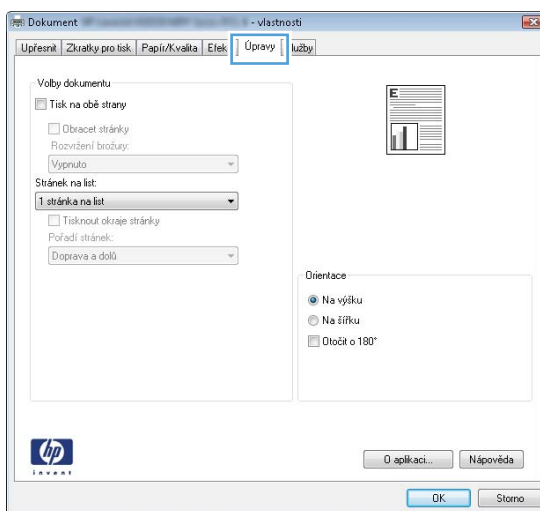 Dokument - vlastnosti
Upřesnit Zkratky pro tisk Papír/Kvalita Efek Úpravy lužby
Volby dokumentu
Tisk na obě strany
Obracet stránky
Rozvržení brožury:
Vypnuto
Stránek na list:
1 stránka na list
Tisknout okraje stránky
Pořadí stránek:
Doprava a dolů
E
Orientace
Na výšku
Na šířku
Otočit o 180°
hp
invent
O aplikaci... Nápověda
OK Storno